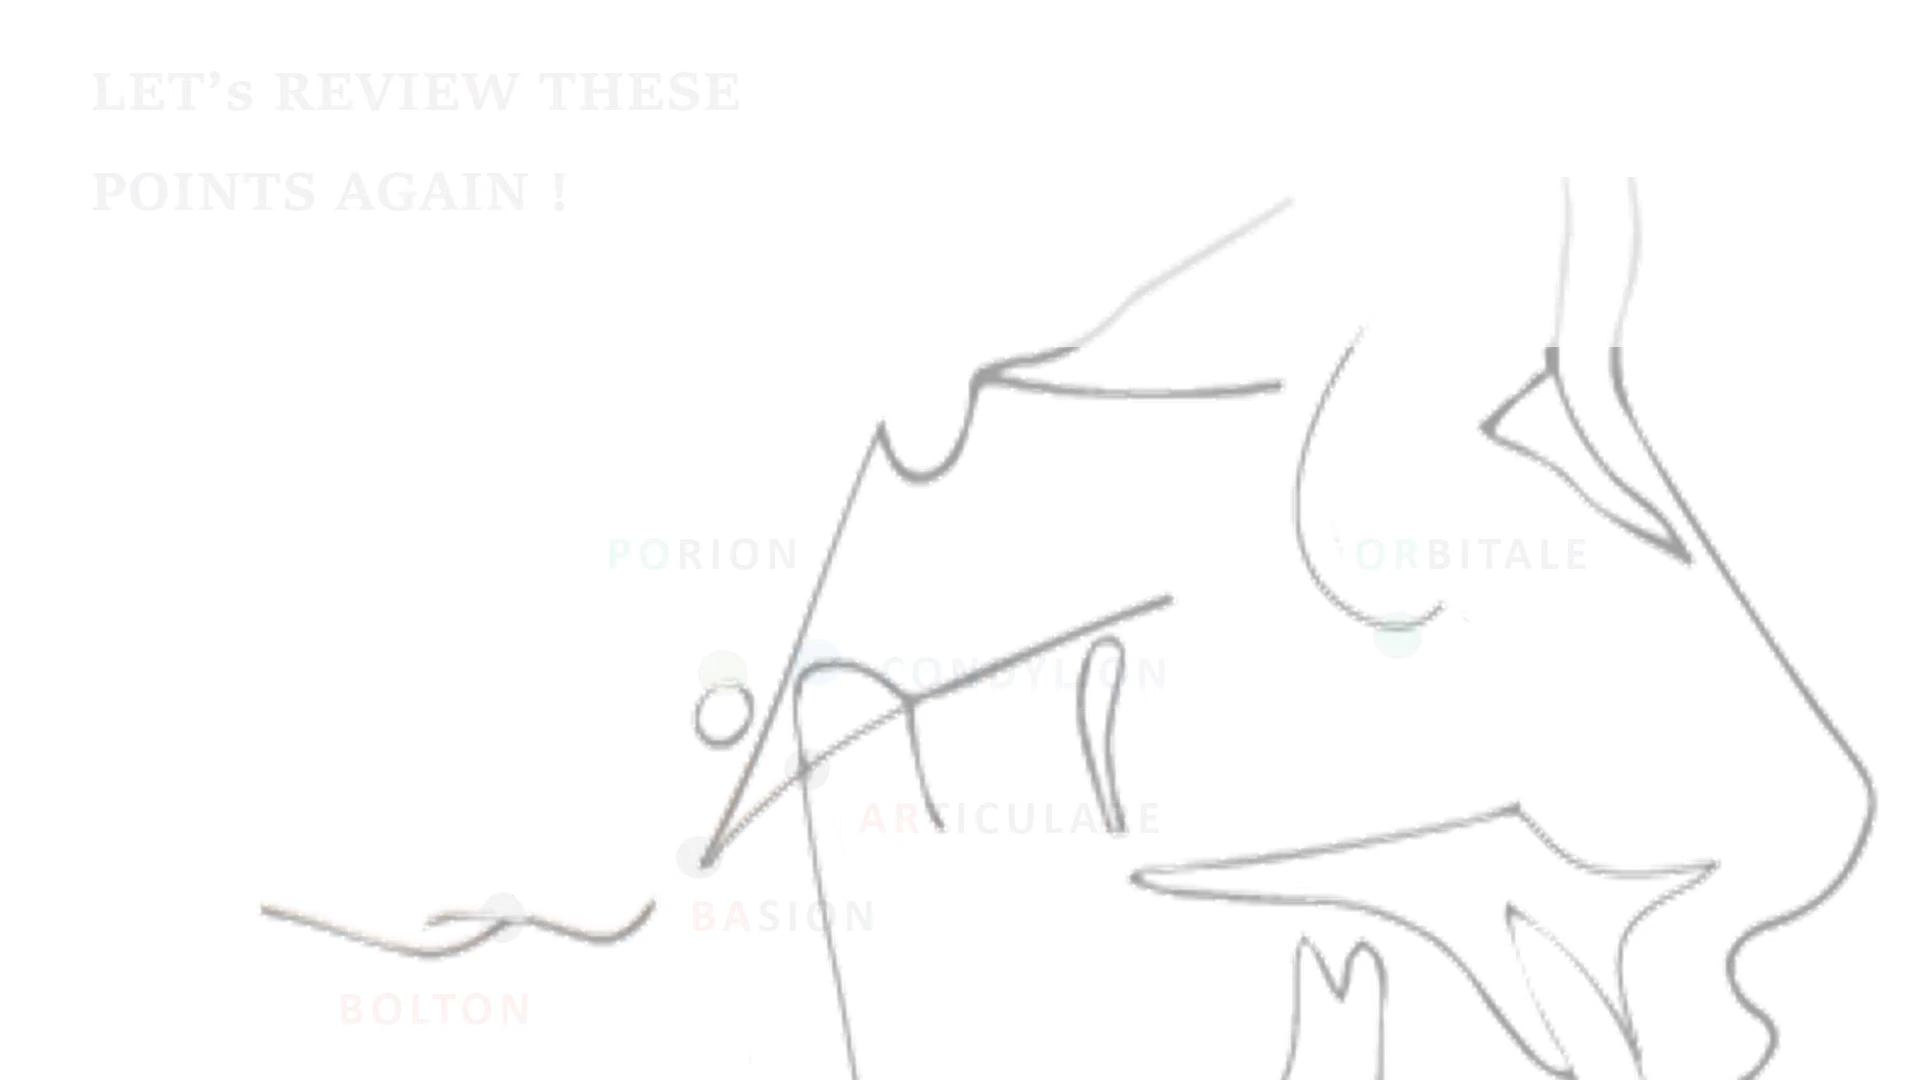 LET’s REVIEW THESE
POINTS AGAIN !
PORION
ORBITALE
CONDYLION
ARTICULARE
BASION
BOLTON